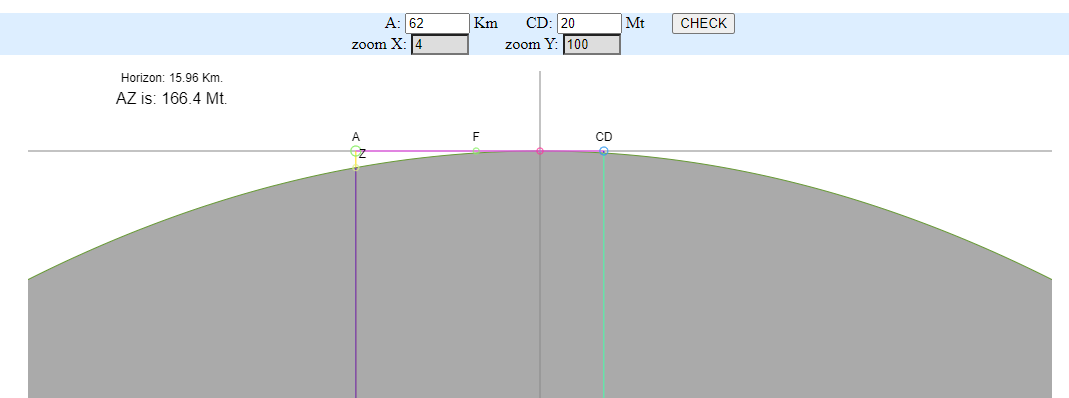 A: 62 Km CD: 20 Mt CHECK
zoom X: 4 zoom Y: 100
Horizon: 15.96 Km.
AZ is: 166.4 Mt.
A F CD
Z